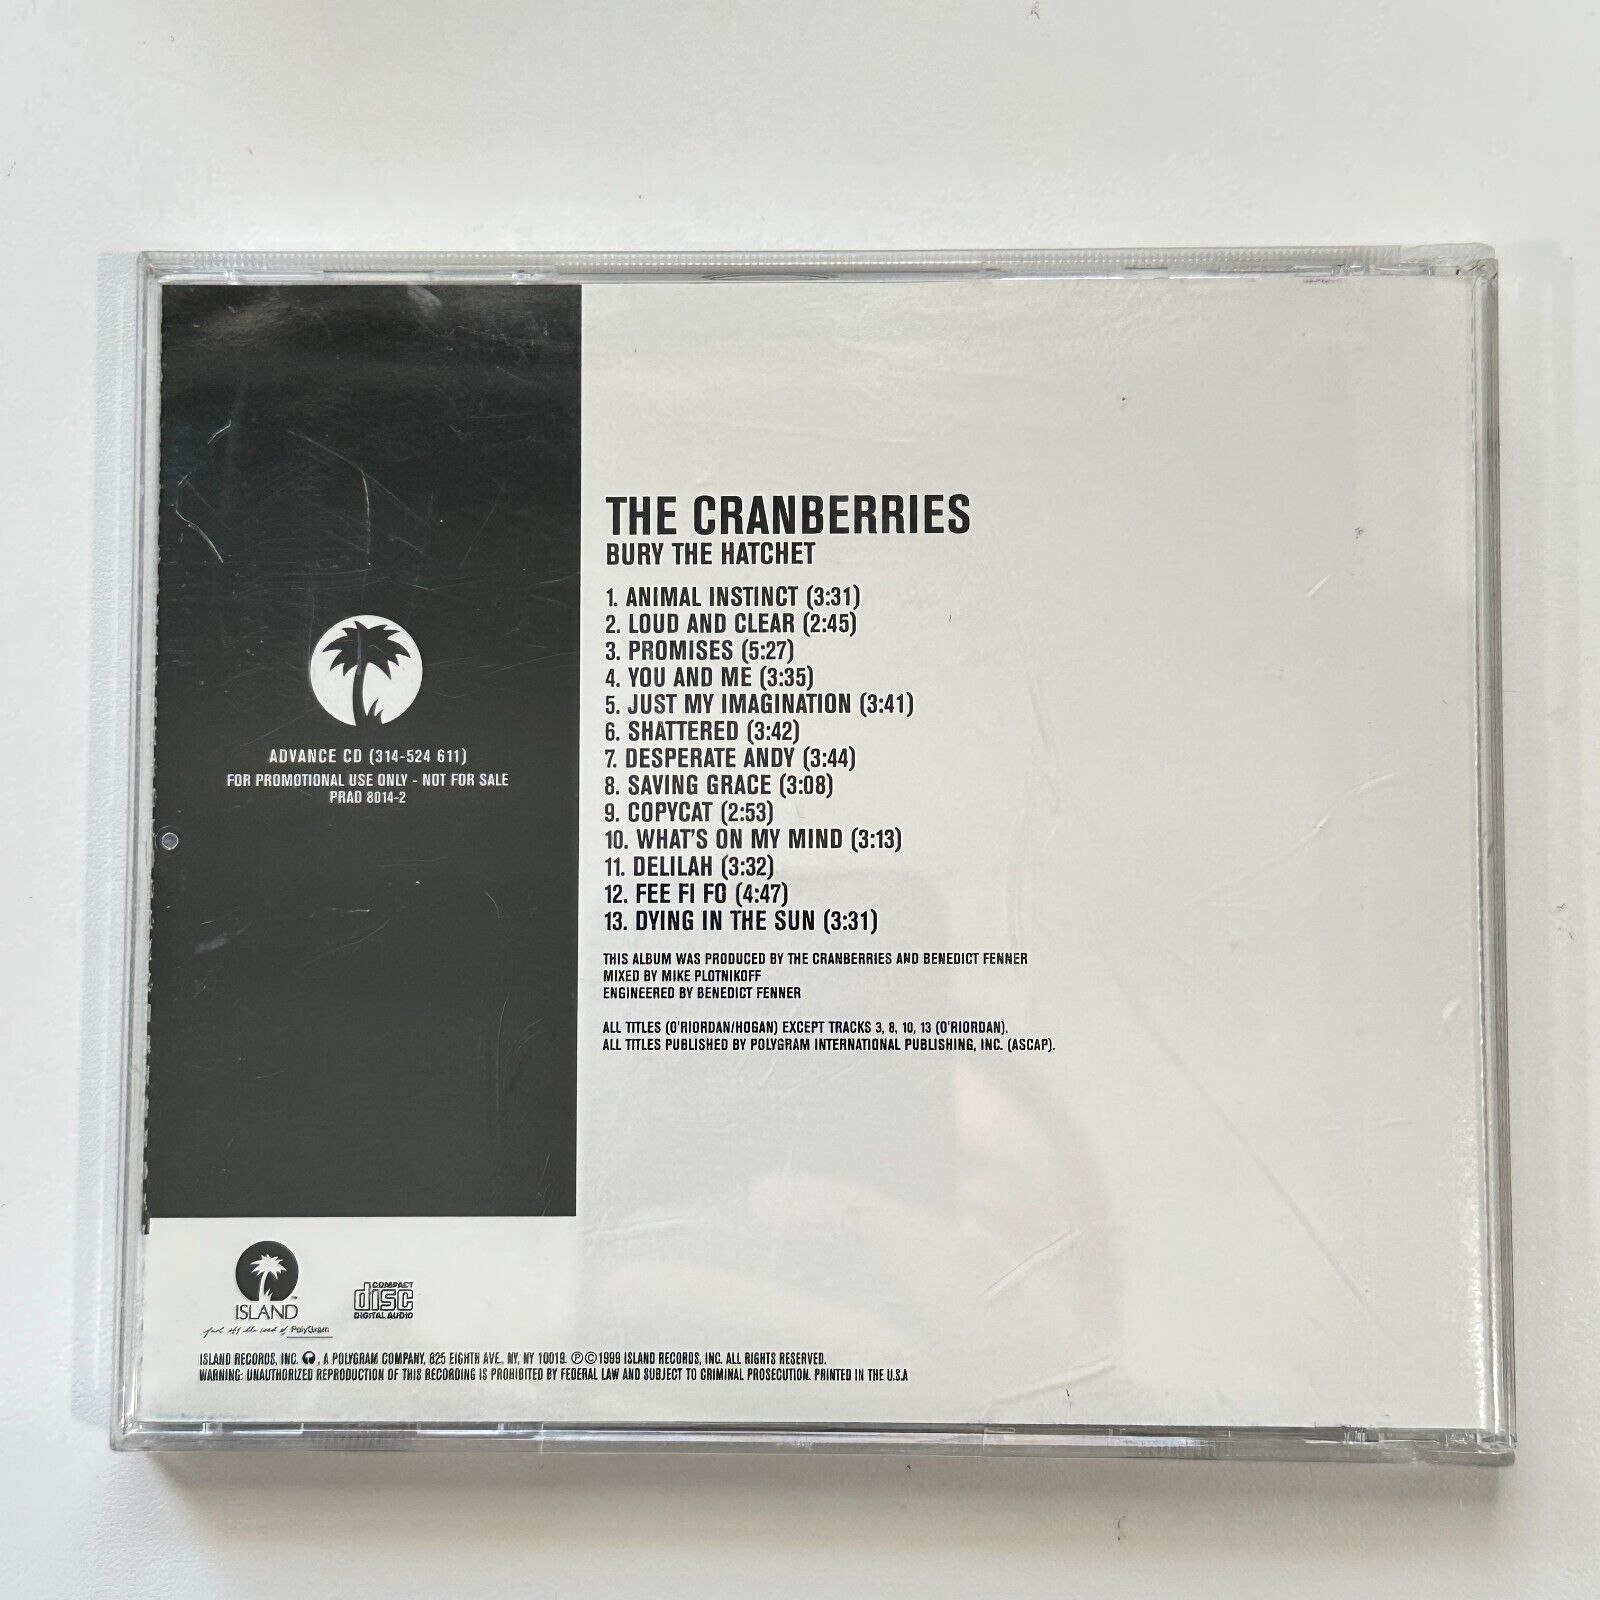 THE CRANBERRIES
BURY THE HATCHET
1. ANIMAL INSTINCT (3:31)
2. LOUD AND CLEAR (2:45)
3. PROMISES (5:27)
4. YOU AND ME (3:35)
5. JUST MY IMAGINATION (3:41)
6. SHATTERED (3:42)
7. DESPERATE ANDY (3:44)
8. SAVING GRACE (3:08)
9. COPYCAT (2:53)
10. WHAT'S ON MY MIND (3:13)
11. DELILAH (3:32)
12. FEE FI FO (4:47)
13. DYING IN THE SUN (3:31)
THIS ALBUM WAS PRODUCED BY THE CRANBERRIES AND BENEDICT FENNER
MIXED BY MIKE PLOTNIKOFF
ENGINEERED BY BENEDICT FENNER
ALL TITLES (O'RIORDAN/HOGAN) EXCEPT TRACKS 3, 8, 10, 13 (O'RIORDAN).
ALL TITLES PUBLISHED BY POLYGRAM INTERNATIONAL PUBLISHING, INC. (ASCAP).
ADVANCE CD (314-524 611)
FOR PROMOTIONAL USE ONLY - NOT FOR SALE
PRAD 8014-2
ISLAND
just off the coast of PolyGram
COMPACT
disc
DIGITAL AUDIO
ISLAND RECORDS, INC. , A POLYGRAM COMPANY, 825 EIGHTH AVE, NY, NY 10019. ℗©1999 ISLAND RECORDS, INC. ALL RIGHTS RESERVED.
WARNING: UNAUTHORIZED REPRODUCTION OF THIS RECORDING IS PROHIBITED BY FEDERAL LAW AND SUBJECT TO CRIMINAL PROSECUTION. PRINTED IN THE U.S.A